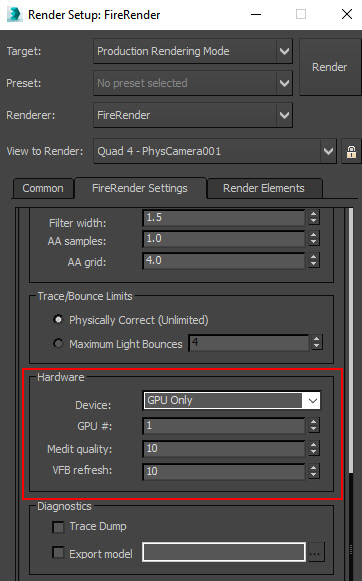 Render Setup: FireRender
Target: Production Rendering Mode
Render
Preset: No preset selected
Renderer: FireRender
View to Render: Quad 4 - PhysCamera001
Common FireRender Settings Render Elements
Filter width: 1.5
AA samples: 1.0
AA grid: 4.0
Trace/Bounce Limits
Physically Correct (Unlimited)
Maximum Light Bounces 4
Hardware
Device: GPU Only
GPU #: 1
Medit quality: 10
VFB refresh: 10
Diagnostics
Trace Dump
Export model ...